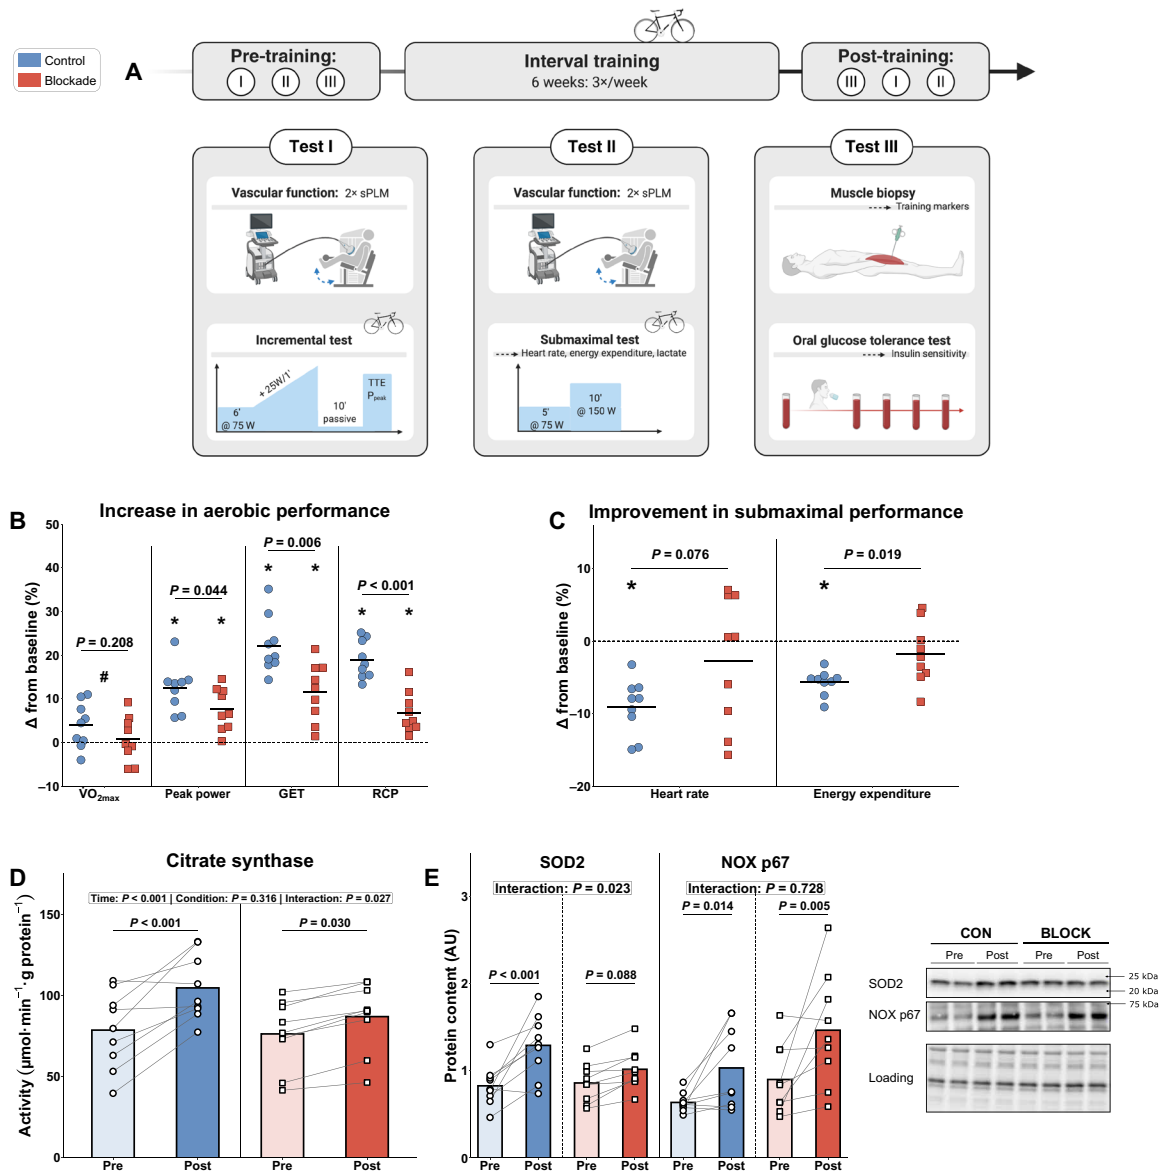 Control
Blockade
A
Pre-training:
I II III
Interval training
6 weeks: 3×/week
Post-training:
III I II
Test I
Vascular function: 2× sPLM
Incremental test
+ 25W/1'
6'
@ 75 W
10'
passive
TTE
Ppeak
Test II
Vascular function: 2× sPLM
Submaximal test
Heart rate, energy expenditure, lactate
5'
@ 75 W
10'
@ 150 W
Test III
Muscle biopsy
Training markers
Oral glucose tolerance test
Insulin sensitivity
B
Increase in aerobic performance
Δ from baseline (%)
50
40
30
20
10
0
−10
P = 0.208
#
P = 0.044
* *
P = 0.006
* *
P < 0.001
* *
V̇O2max Peak power GET RCP
C
Improvement in submaximal performance
Δ from baseline (%)
10
0
−10
−20
P = 0.076
*
P = 0.019
*
Heart rate Energy expenditure
D
Citrate synthase
Time: P < 0.001 | Condition: P = 0.316 | Interaction: P = 0.027
Activity (µmol·min−1·g protein−1)
150
100
50
0
P < 0.001
P = 0.030
Pre Post Pre Post
E
SOD2 NOX p67
Interaction: P = 0.023
Interaction: P = 0.728
Protein content (AU)
3
2
1
0
P < 0.001
P = 0.088
P = 0.014
P = 0.005
Pre Post Pre Post Pre Post Pre Post
CON BLOCK
Pre Post Pre Post
SOD2
25 kDa
20 kDa
75 kDa
NOX p67
Loading